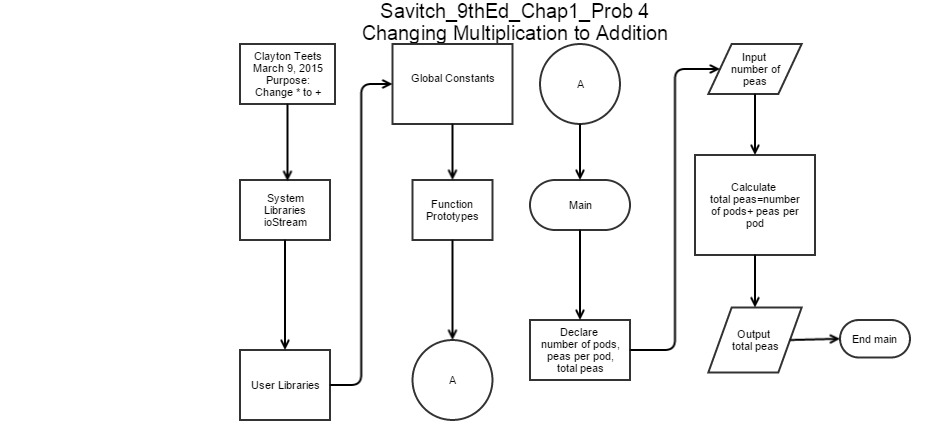 Savitch_9thEd_Chap1_Prob 4
Changing Multiplication to Addition
Clayton Teets
March 9, 2015
Purpose:
Change * to +
System
Libraries
ioStream
User Libraries
Global Constants
Function
Prototypes
A
A
Main
Declare
number of pods,
peas per pod,
total peas
Input
number of
peas
Calculate
total peas=number
of pods+ peas per
pod
Output
total peas
End main